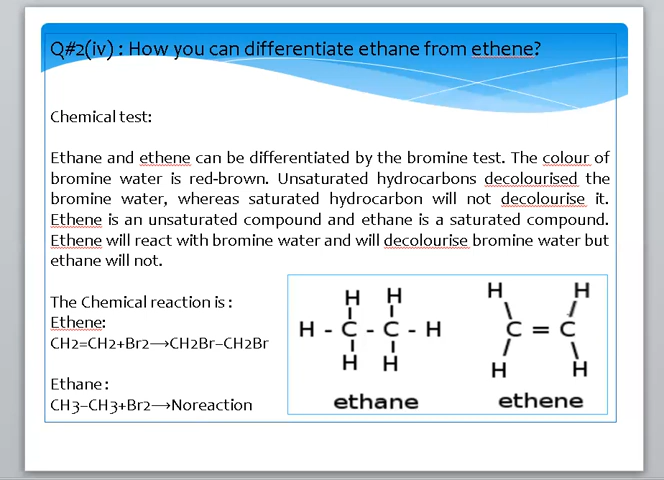 Q#2(iv) : How you can differentiate ethane from ethene?
Chemical test:
Ethane and ethene can be differentiated by the bromine test. The colour of
bromine water is red-brown. Unsaturated hydrocarbons decolourised the
bromine water, whereas saturated hydrocarbon will not decolourise it.
Ethene is an unsaturated compound and ethane is a saturated compound.
Ethene will react with bromine water and will decolourise bromine water but
ethane will not.
The Chemical reaction is :
Ethene:
CH2=CH2+Br2⟶CH2Br−CH2Br
Ethane :
CH3−CH3+Br2⟶Noreaction
H H
H - C - C - H
H H
ethane
H H
C = C
H H
ethene